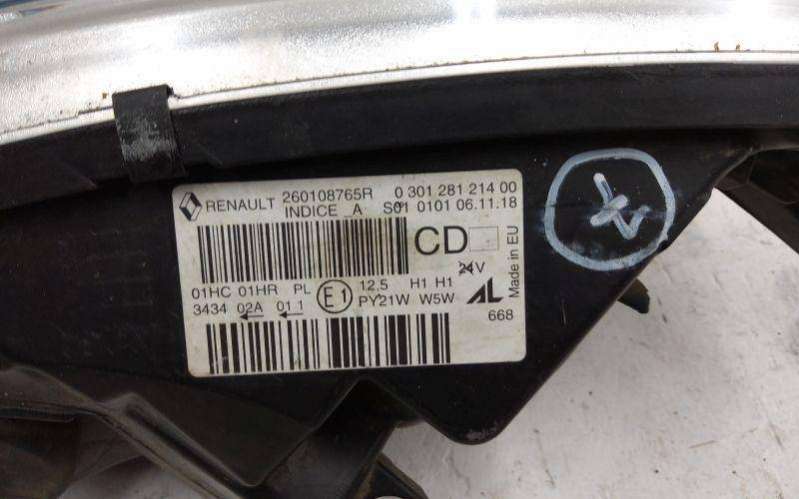 RENAULT 260108765R 0 301 281 214 00
INDICE A S01 0101 06.11.18
CD
24V
Made in EU
01HC 01HR PL E1 12,5 H1 H1
3434 02A 01 1 PY21W W5W AL
668